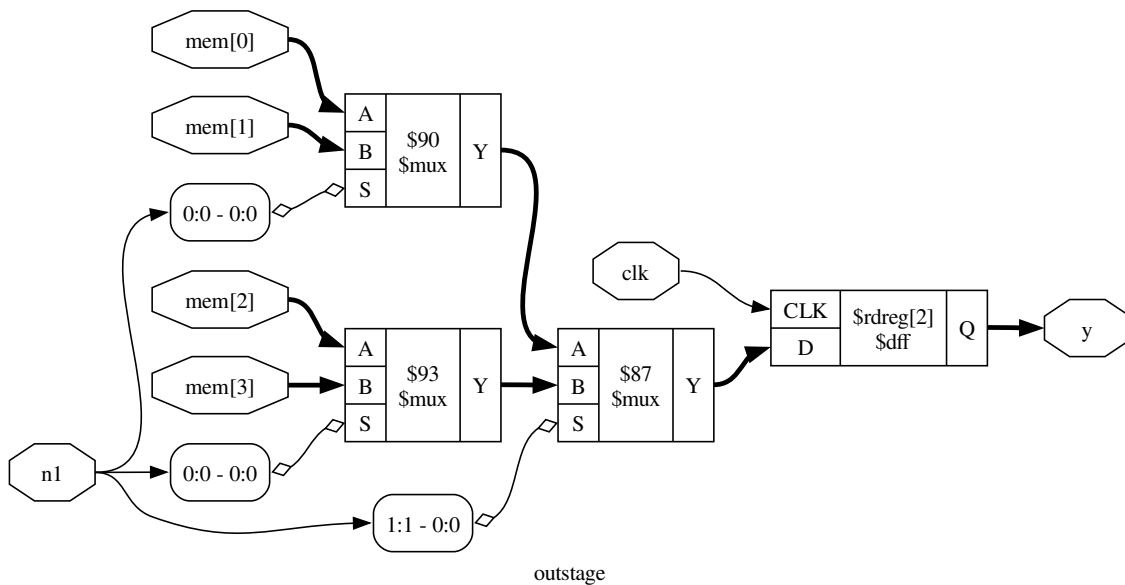 mem[0]
mem[1]
A
B
S
$90
$mux
Y
0:0 - 0:0
mem[2]
mem[3]
A
B
S
$93
$mux
Y
n1
0:0 - 0:0
1:1 - 0:0
A
B
S
$87
$mux
Y
clk
CLK
D
$rdreg[2]
$dff
Q
y
outstage